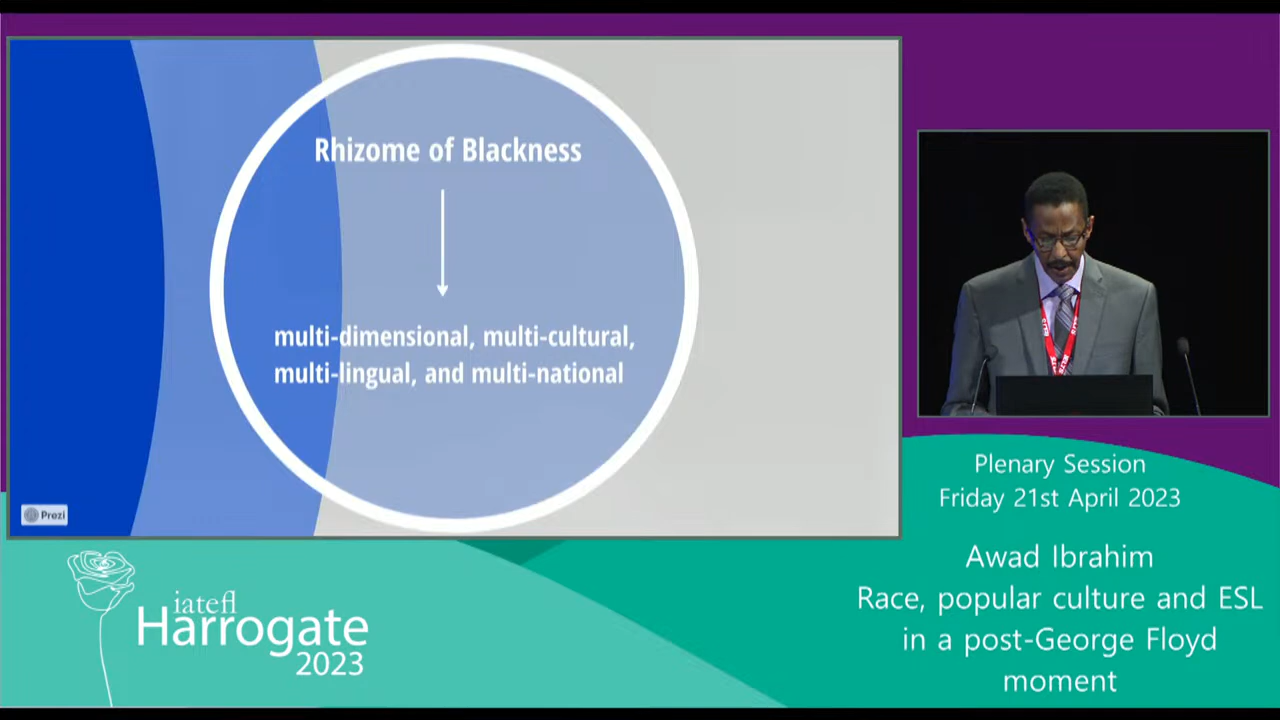 Rhizome of Blackness
multi-dimensional, multi-cultural,
multi-lingual, and multi-national
Prezi
Plenary Session
Friday 21st April 2023
Awad Ibrahim
Race, popular culture and ESL
in a post-George Floyd
moment
iatefl
Harrogate
2023